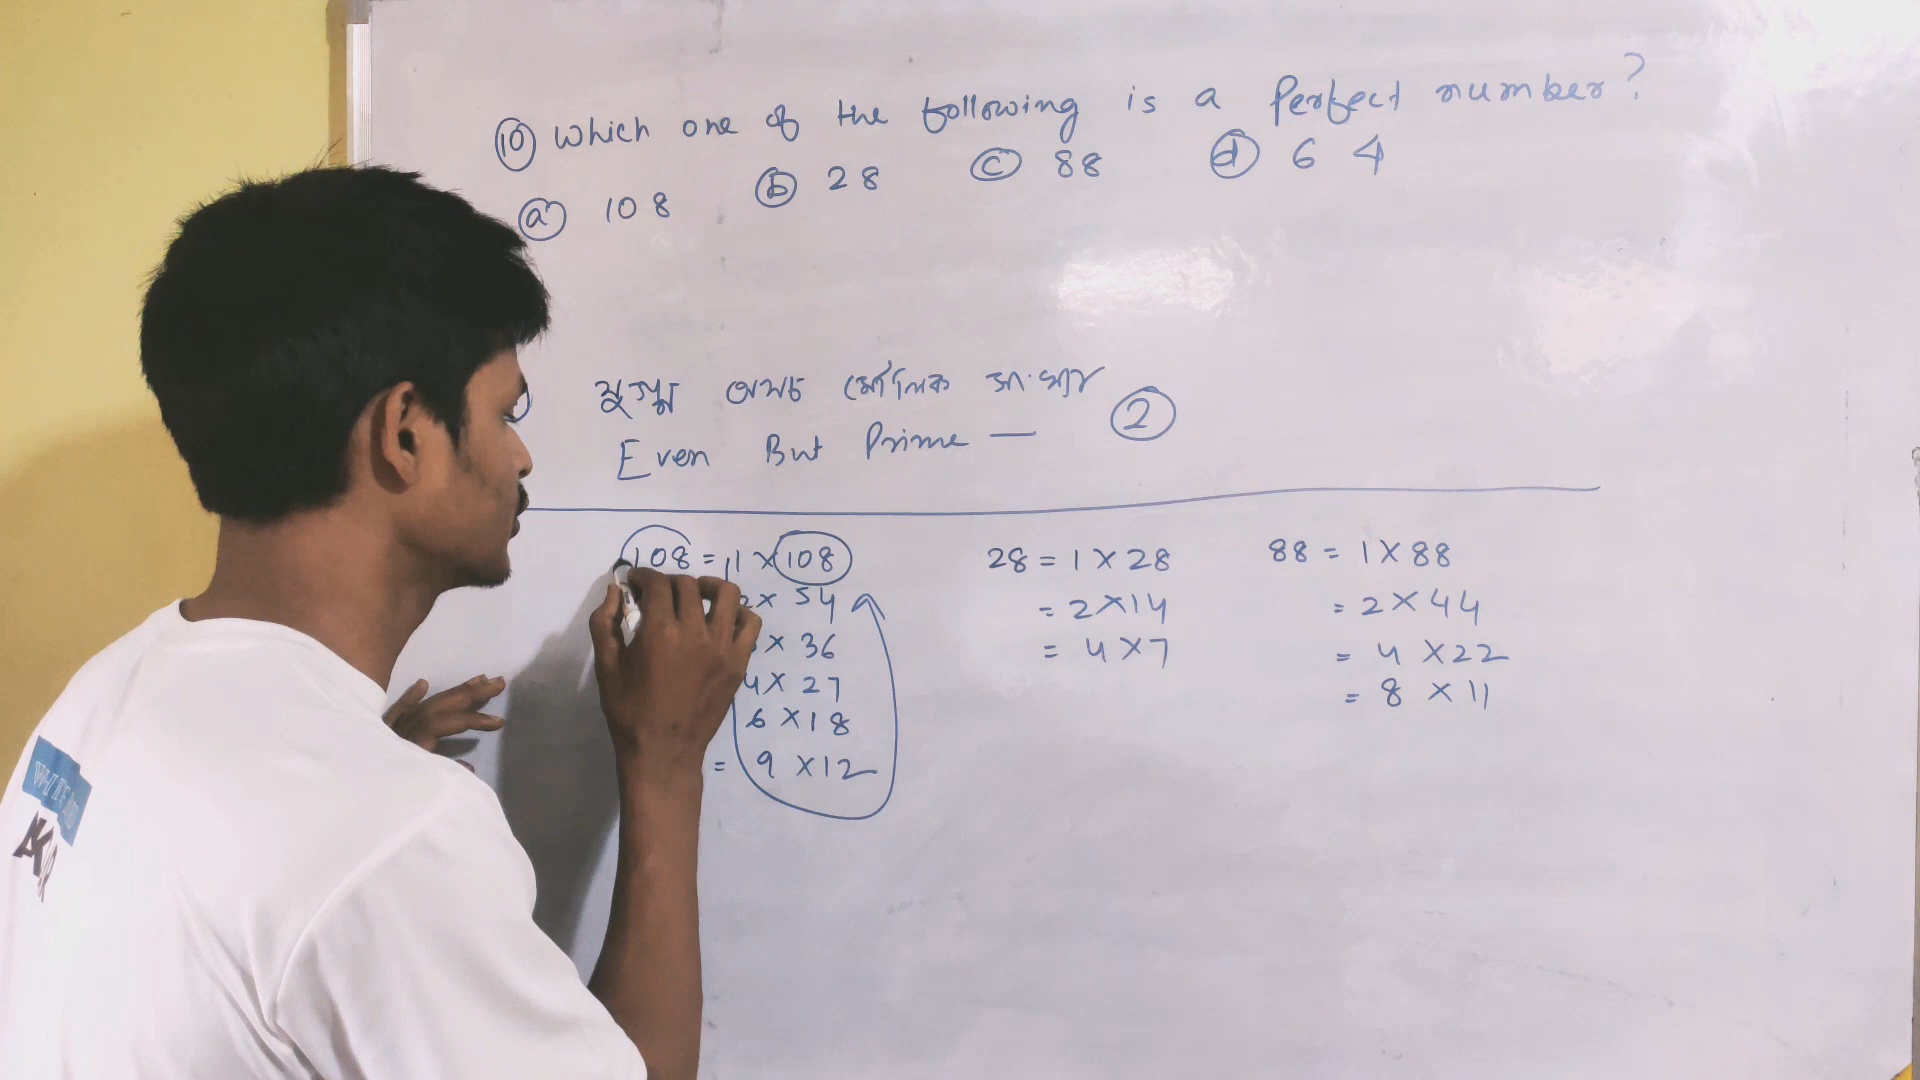 10 Which one of the following is a Perfect number?
a 108 b 28 c 88 d 64
যুগ্ম অথচ মৌলিক সংখ্যা 2
Even But Prime —
108 = 1 X 108
2 X 54
X 36
4 X 27
6 X 18
= 9 X 12
28 = 1 X 28
= 2 X 14
= 4 X 7
88 = 1 X 88
= 2 X 44
= 4 X 22
= 8 X 11